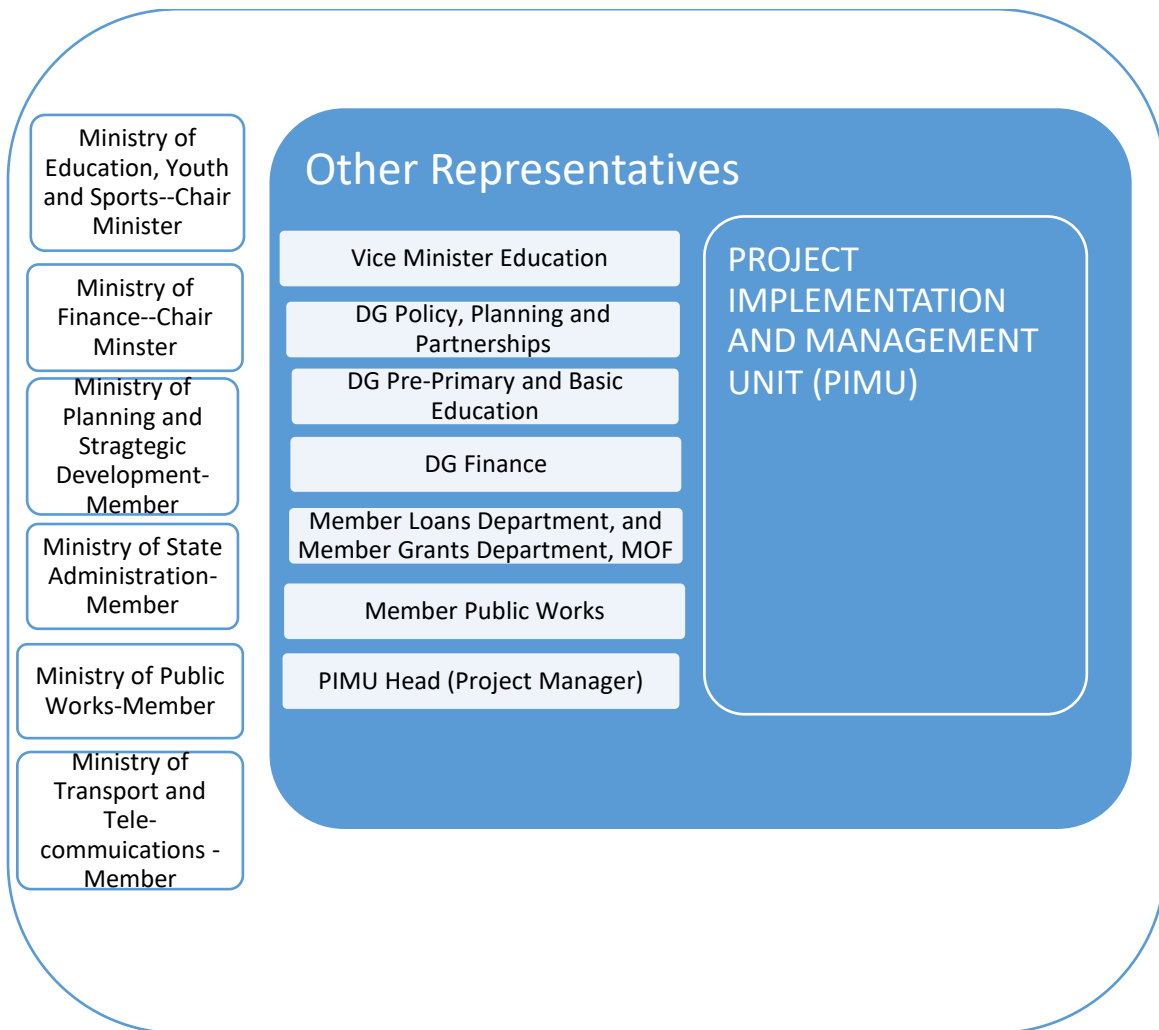 Ministry of
Education, Youth
and Sports--Chair
Minister
Ministry of
Finance--Chair
Minster
Ministry of
Planning and
Stragtegic
Development-
Member
Ministry of State
Administration-
Member
Ministry of Public
Works-Member
Ministry of
Transport and
Tele-
commuications -
Member
Other Representatives
Vice Minister Education
DG Policy, Planning and
Partnerships
DG Pre-Primary and Basic
Education
DG Finance
Member Loans Department, and
Member Grants Department, MOF
Member Public Works
PIMU Head (Project Manager)
PROJECT
IMPLEMENTATION
AND MANAGEMENT
UNIT (PIMU)